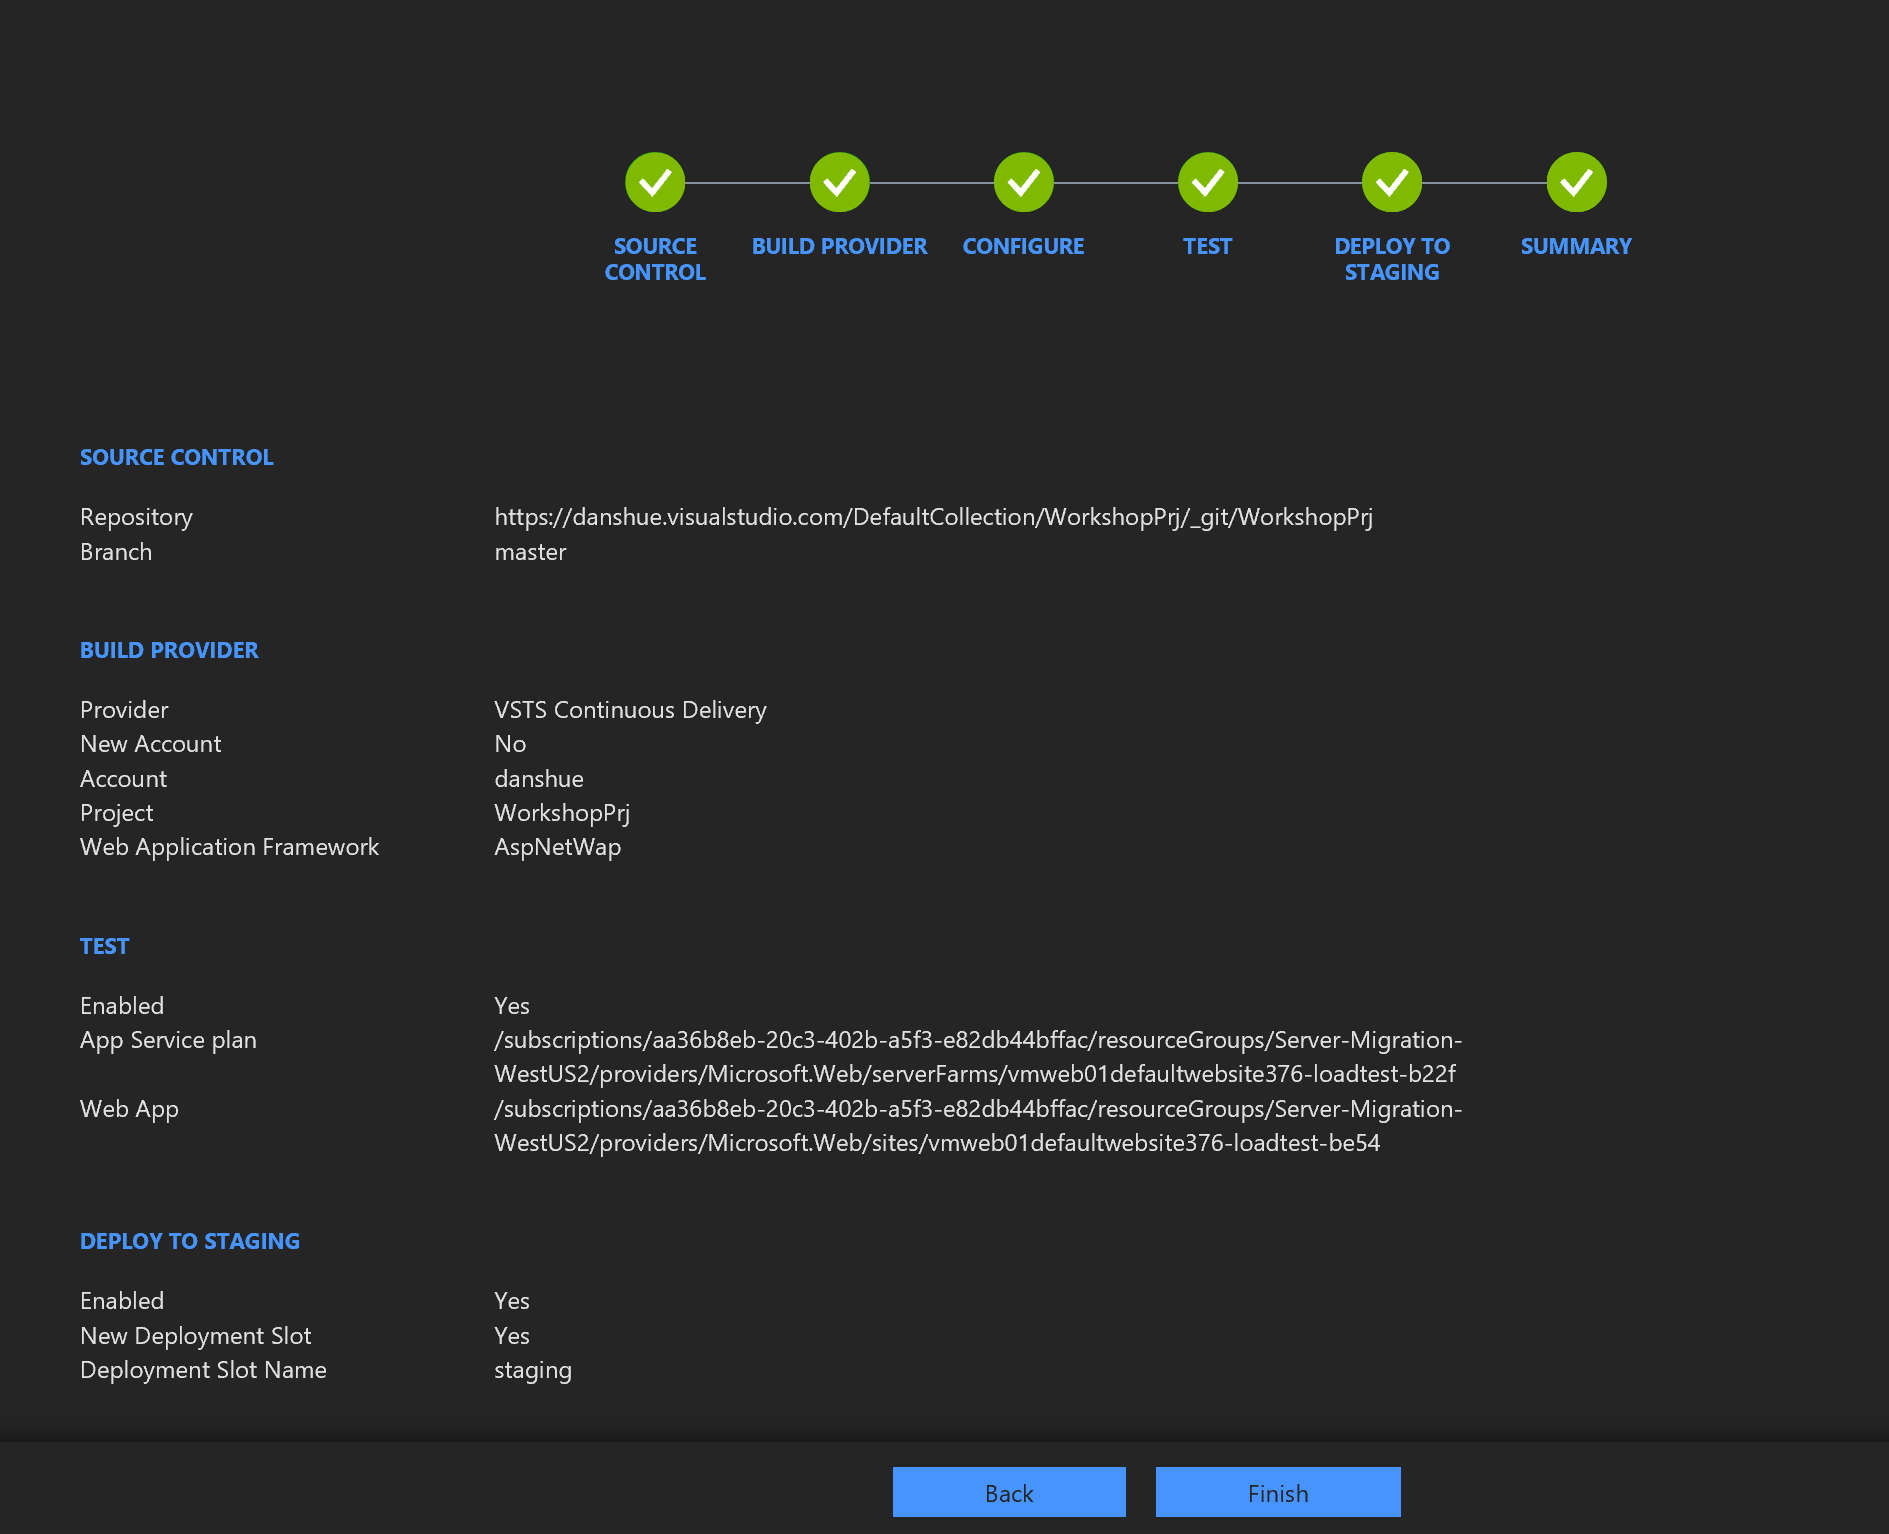 SOURCE CONTROL
BUILD PROVIDER
CONFIGURE
TEST
DEPLOY TO STAGING
SUMMARY
SOURCE CONTROL
Repository https://danshue.visualstudio.com/DefaultCollection/WorkshopPrj/_git/WorkshopPrj
Branch master
BUILD PROVIDER
Provider VSTS Continuous Delivery
New Account No
Account danshue
Project WorkshopPrj
Web Application Framework AspNetWap
TEST
Enabled Yes
App Service plan /subscriptions/aa36b8eb-20c3-402b-a5f3-e82db44bffac/resourceGroups/Server-Migration-
WestUS2/providers/Microsoft.Web/serverFarms/vmweb01defaultwebsite376-loadtest-b22f
Web App /subscriptions/aa36b8eb-20c3-402b-a5f3-e82db44bffac/resourceGroups/Server-Migration-
WestUS2/providers/Microsoft.Web/sites/vmweb01defaultwebsite376-loadtest-be54
DEPLOY TO STAGING
Enabled Yes
New Deployment Slot Yes
Deployment Slot Name staging
Back Finish